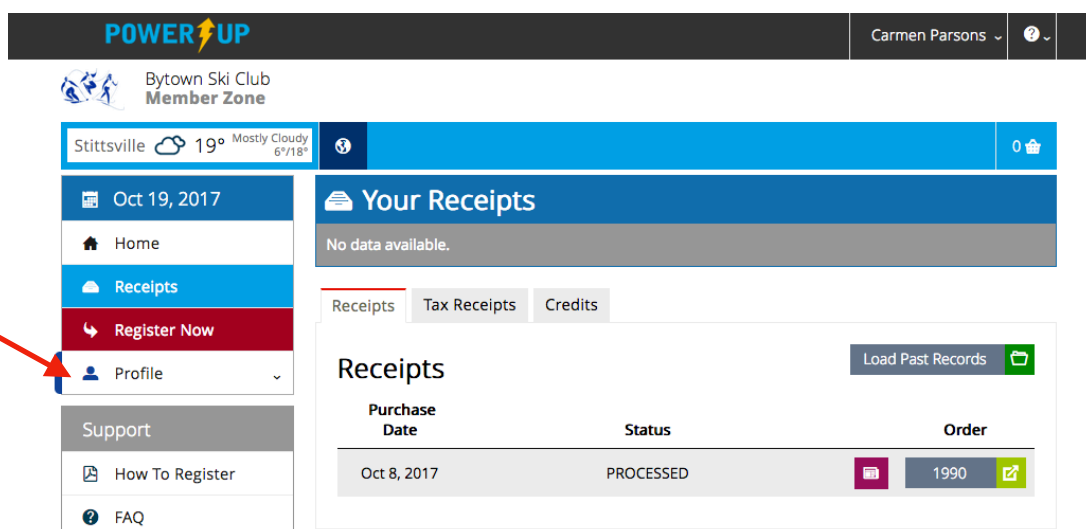 POWER UP
Carmen Parsons
Bytown Ski Club
Member Zone
Stittsville 19° Mostly Cloudy
6°/18°
0
Oct 19, 2017
Home
Receipts
Register Now
Profile
Support
How To Register
FAQ
Your Receipts
No data available.
Receipts Tax Receipts Credits
Receipts
Load Past Records
Purchase
Date Status Order
Oct 8, 2017 PROCESSED 1990